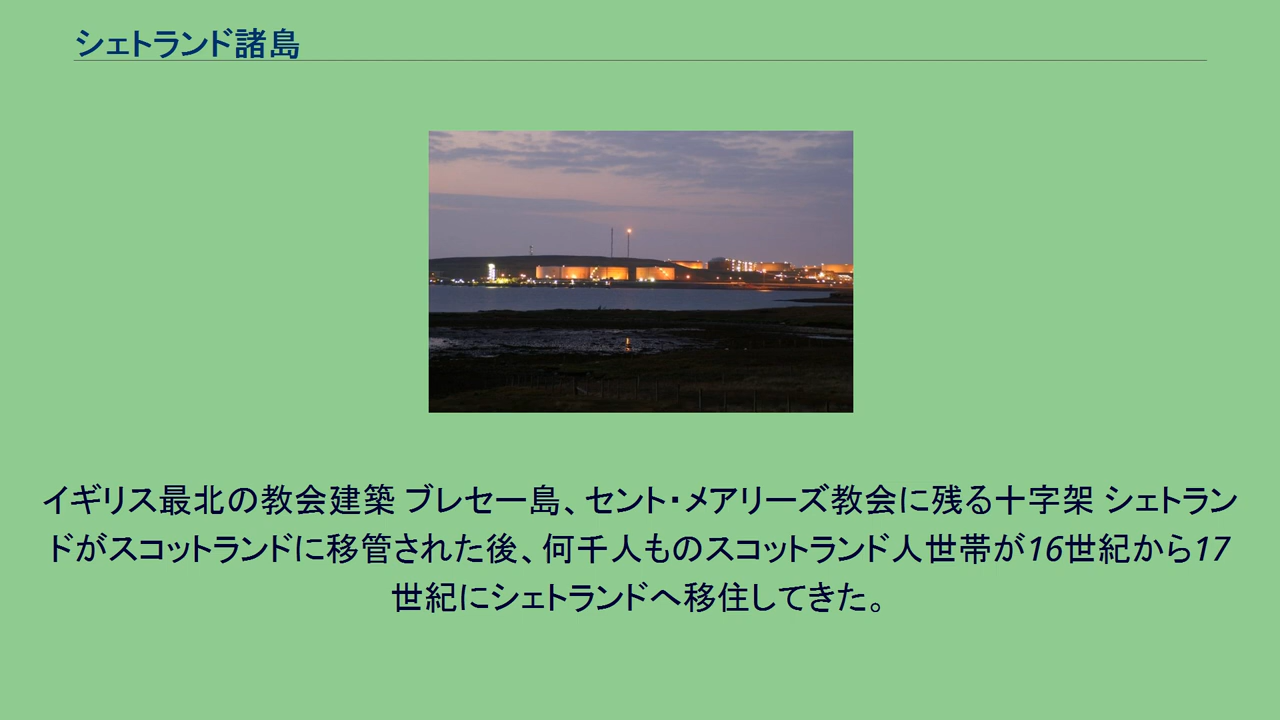 シェトランド諸島
イギリス最北の教会建築 ブレセー島、セント・メアリーズ教会に残る十字架 シェトラン
ドがスコットランドに移管された後、何千人ものスコットランド人世帯が16世紀から17
世紀にシェトランドへ移住してきた。